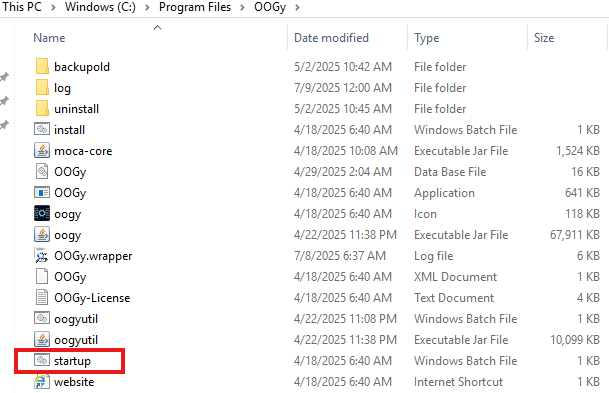 This PC > Windows (C:) > Program Files > OOGy >
Name Date modified Type Size
backupold 5/2/2025 10:42 AM File folder
log 7/9/2025 12:00 AM File folder
uninstall 5/2/2025 10:45 AM File folder
install 4/18/2025 6:40 AM Windows Batch File 1 KB
moca-core 4/18/2025 10:08 AM Executable Jar File 1,524 KB
OOGy 4/29/2025 2:04 AM Data Base File 16 KB
OOGy 4/18/2025 6:40 AM Application 641 KB
oogy 4/18/2025 6:40 AM Icon 118 KB
oogy 4/22/2025 11:38 PM Executable Jar File 67,911 KB
OOGy.wrapper 7/8/2025 6:37 AM Log file 6 KB
OOGy 4/18/2025 6:40 AM XML Document 1 KB
OOGy-License 4/18/2025 6:40 AM Text Document 4 KB
oogyutil 4/22/2025 11:08 PM Windows Batch File 1 KB
oogyutil 4/22/2025 11:38 PM Executable Jar File 10,099 KB
startup 4/18/2025 6:40 AM Windows Batch File 1 KB
website 4/18/2025 6:40 AM Internet Shortcut 1 KB